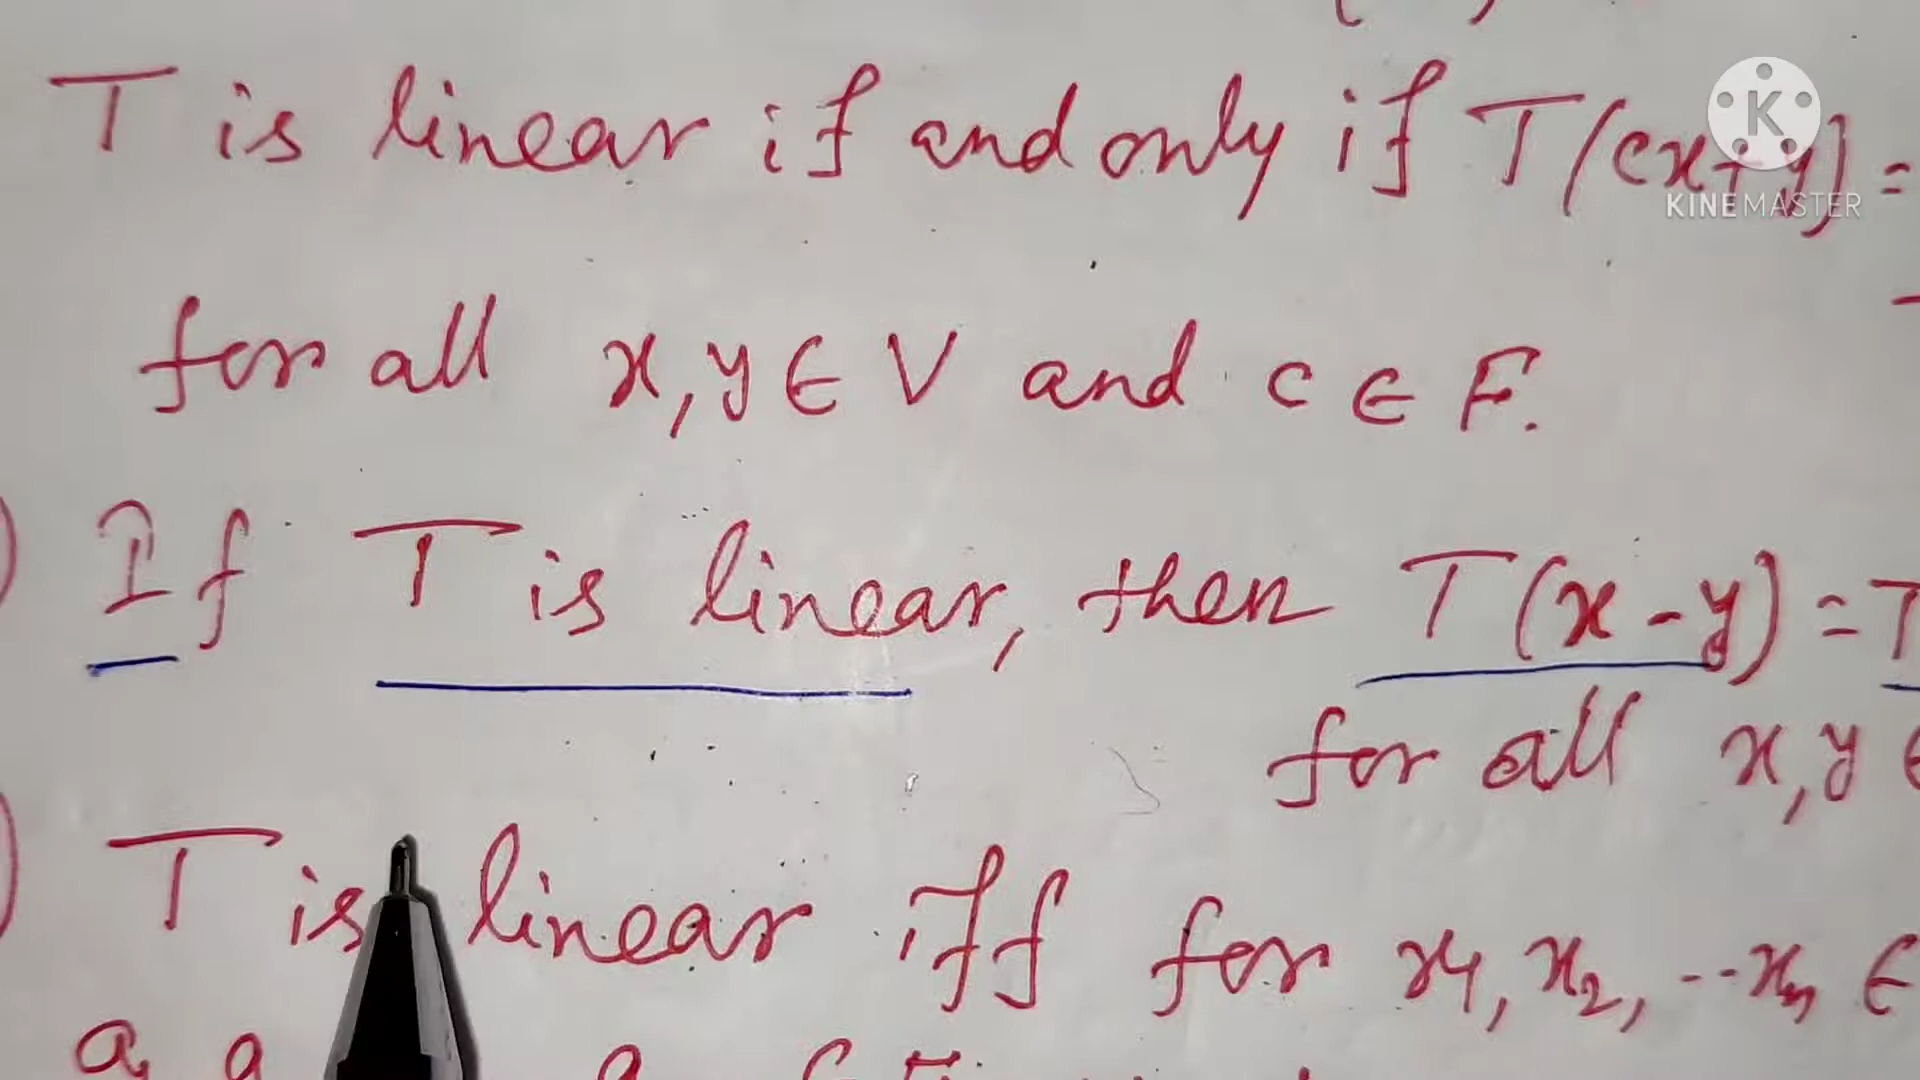 T is linear if and only if T(cx+y)=
for all x,y ∈ V and c ∈ F.
) If T is linear, then T(x-y)=T
for all x,y ∈
) T is linear iff for x1, x2, --xn ∈
K
KINEMASTER